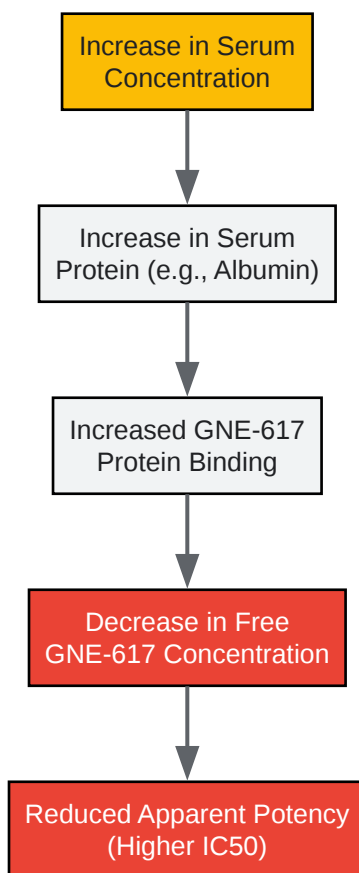 Increase in Serum
Concentration
Increase in Serum
Protein (e.g., Albumin)
Increased GNE-617
Protein Binding
Decrease in Free
GNE-617 Concentration
Reduced Apparent Potency
(Higher IC50)